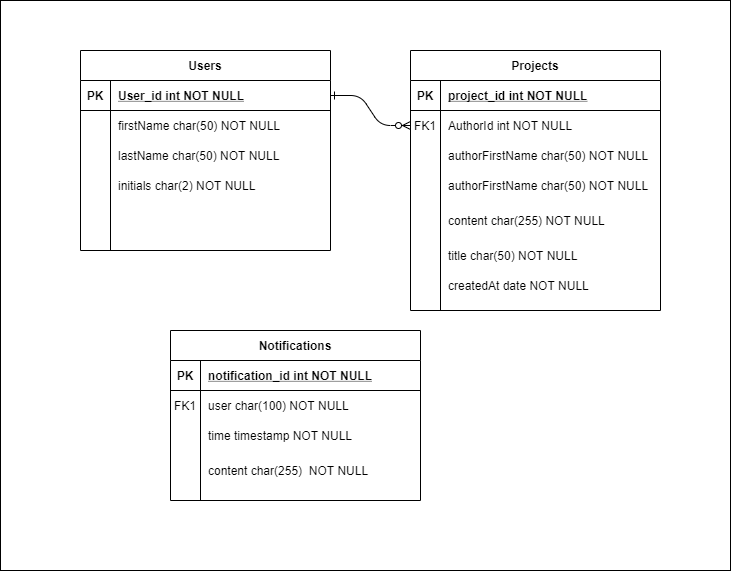 Users
PK User_id int NOT NULL
firstName char(50) NOT NULL
lastName char(50) NOT NULL
initials char(2) NOT NULL
Projects
PK project_id int NOT NULL
FK1 AuthorId int NOT NULL
authorFirstName char(50) NOT NULL
authorFirstName char(50) NOT NULL
content char(255) NOT NULL
title char(50) NOT NULL
createdAt date NOT NULL
Notifications
PK notification_id int NOT NULL
FK1 user char(100) NOT NULL
time timestamp NOT NULL
content char(255)  NOT NULL